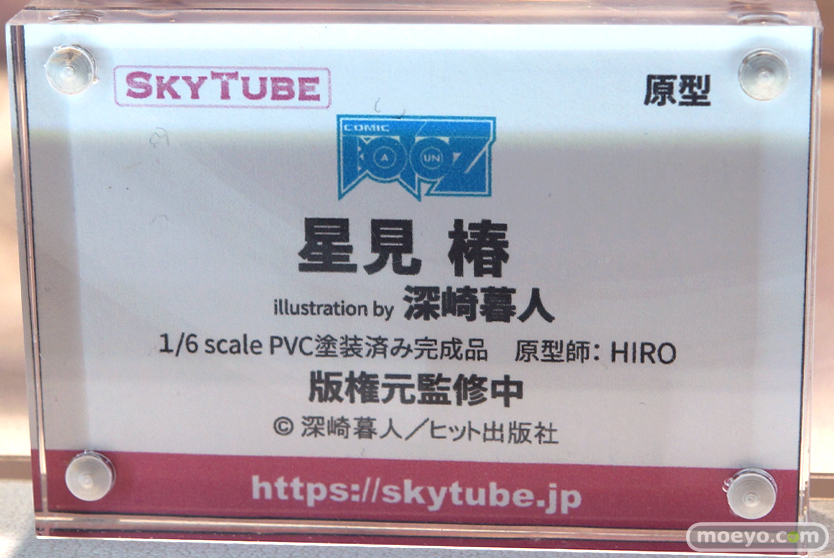 SKYTUBE
原型
COMIC
A UN
星見 椿
illustration by 深崎暮人
1/6 scale PVC塗装済み完成品 原型師：HIRO
版権元監修中
© 深崎暮人／ヒット出版社
https://skytube.jp
moeyo.com